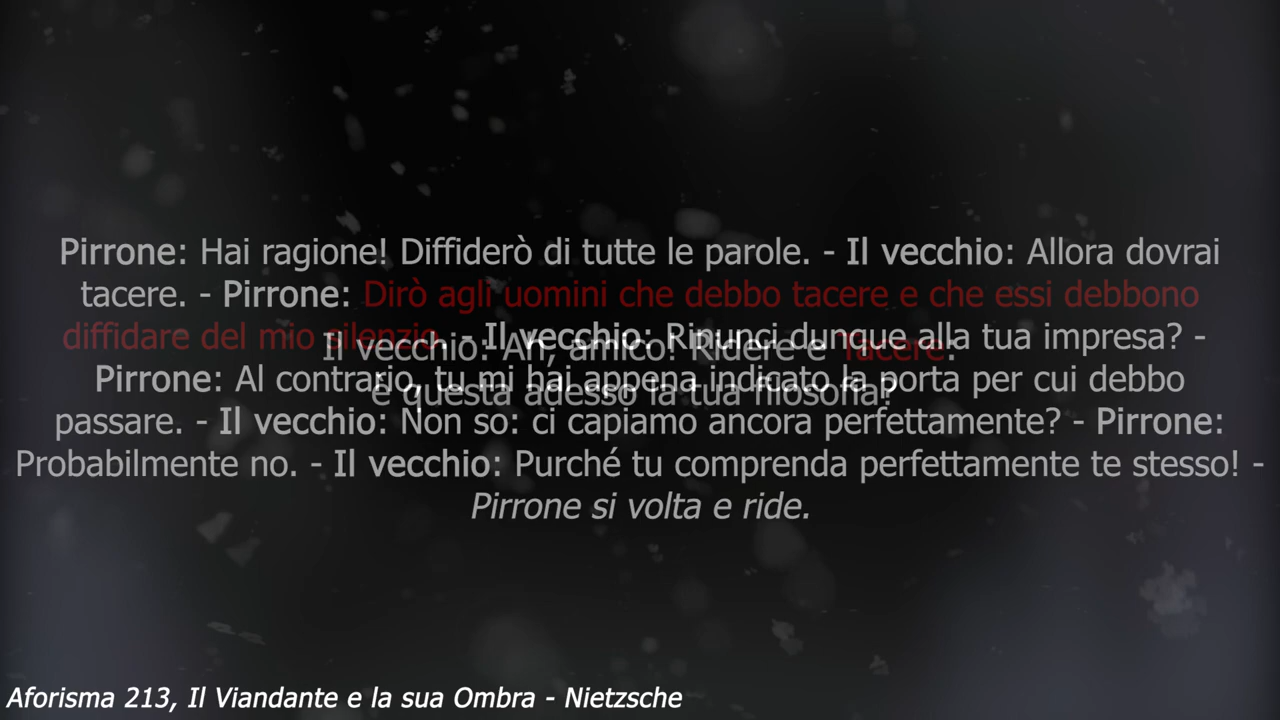 Pirrone: Hai ragione! Diffiderò di tutte le parole. - Il vecchio: Allora dovrai
tacere. - Pirrone: Dirò agli uomini che debbo tacere e che essi debbono
diffidare del mio silenzio. - Il vecchio: Rinunci dunque alla tua impresa? -
Il vecchio: Ah, amico! Ridere e Tacere:
Pirrone: Al contrario, tu mi hai appena indicato la porta per cui debbo
è questa adesso la tua filosofia?
passare. - Il vecchio: Non so: ci capiamo ancora perfettamente? - Pirrone:
Probabilmente no. - Il vecchio: Purché tu comprenda perfettamente te stesso! -
Pirrone si volta e ride.
Aforisma 213, Il Viandante e la sua Ombra - Nietzsche